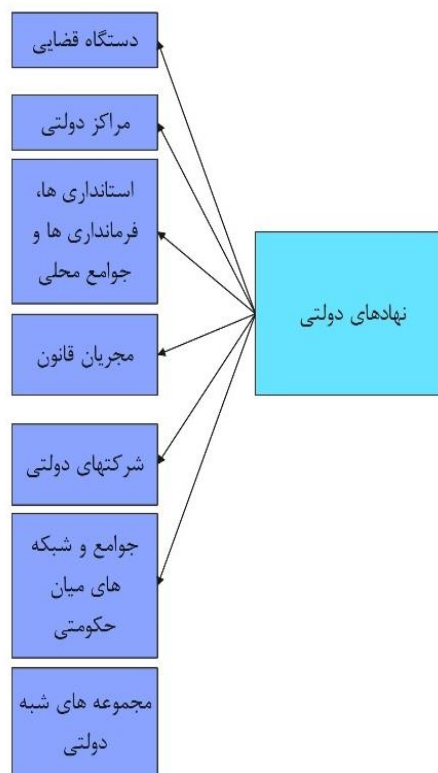 دستگاه قضایی
مراکز دولتی
استانداری ها،
فرمانداری ها و
جوامع محلی
نهادهای دولتی
مجریان قانون
شرکتهای دولتی
جوامع و شبکه
های میان
حکومتی
مجموعه های شبه
دولتی